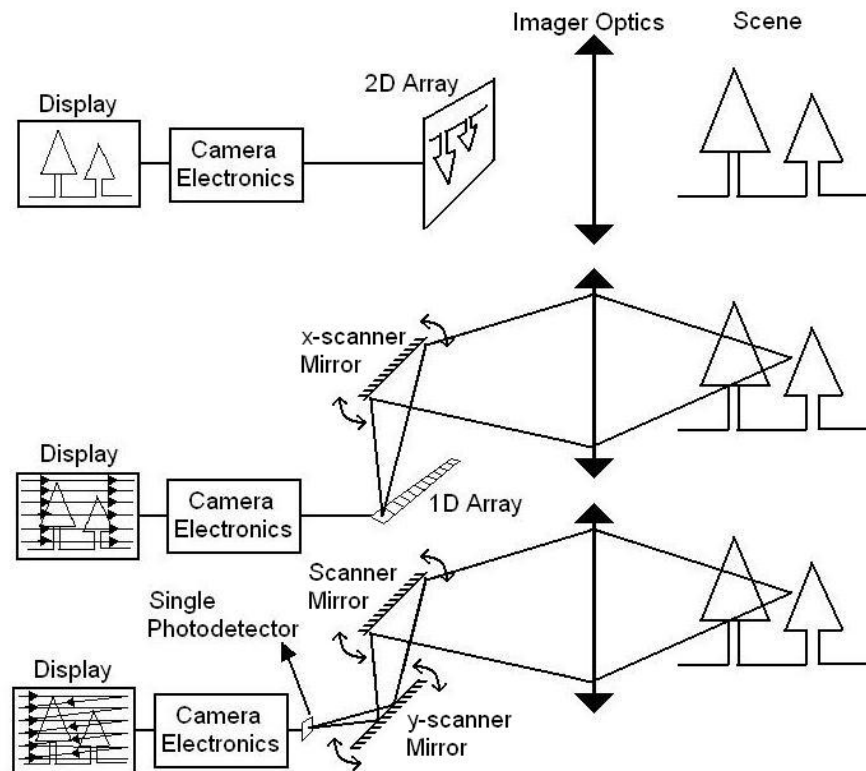 Imager Optics
Scene
2D Array
Display
Camera
Electronics
x-scanner
Mirror
Display
Camera
Electronics
1D Array
Scanner
Mirror
Single
Photodetector
Display
Camera
Electronics
y-scanner
Mirror